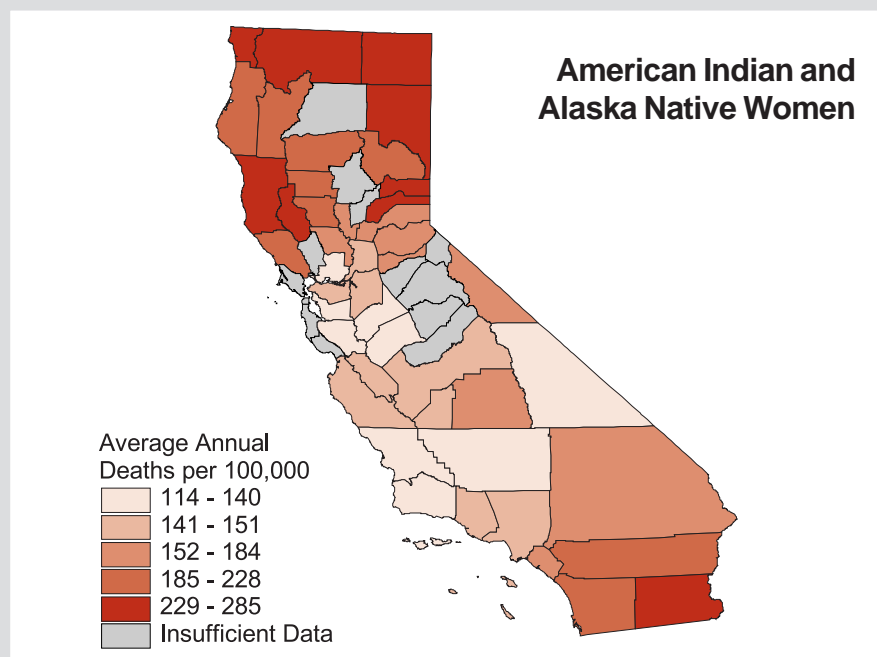 American Indian and
Alaska Native Women
Average Annual
Deaths per 100,000
114 - 140
141 - 151
152 - 184
185 - 228
229 - 285
Insufficient Data